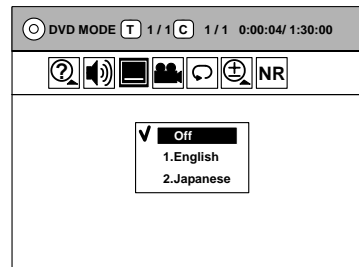 DVD MODE T 1 / 1 C 1 / 1 0:00:04/ 1:30:00
? ± NR
Off
1.English
2.Japanese